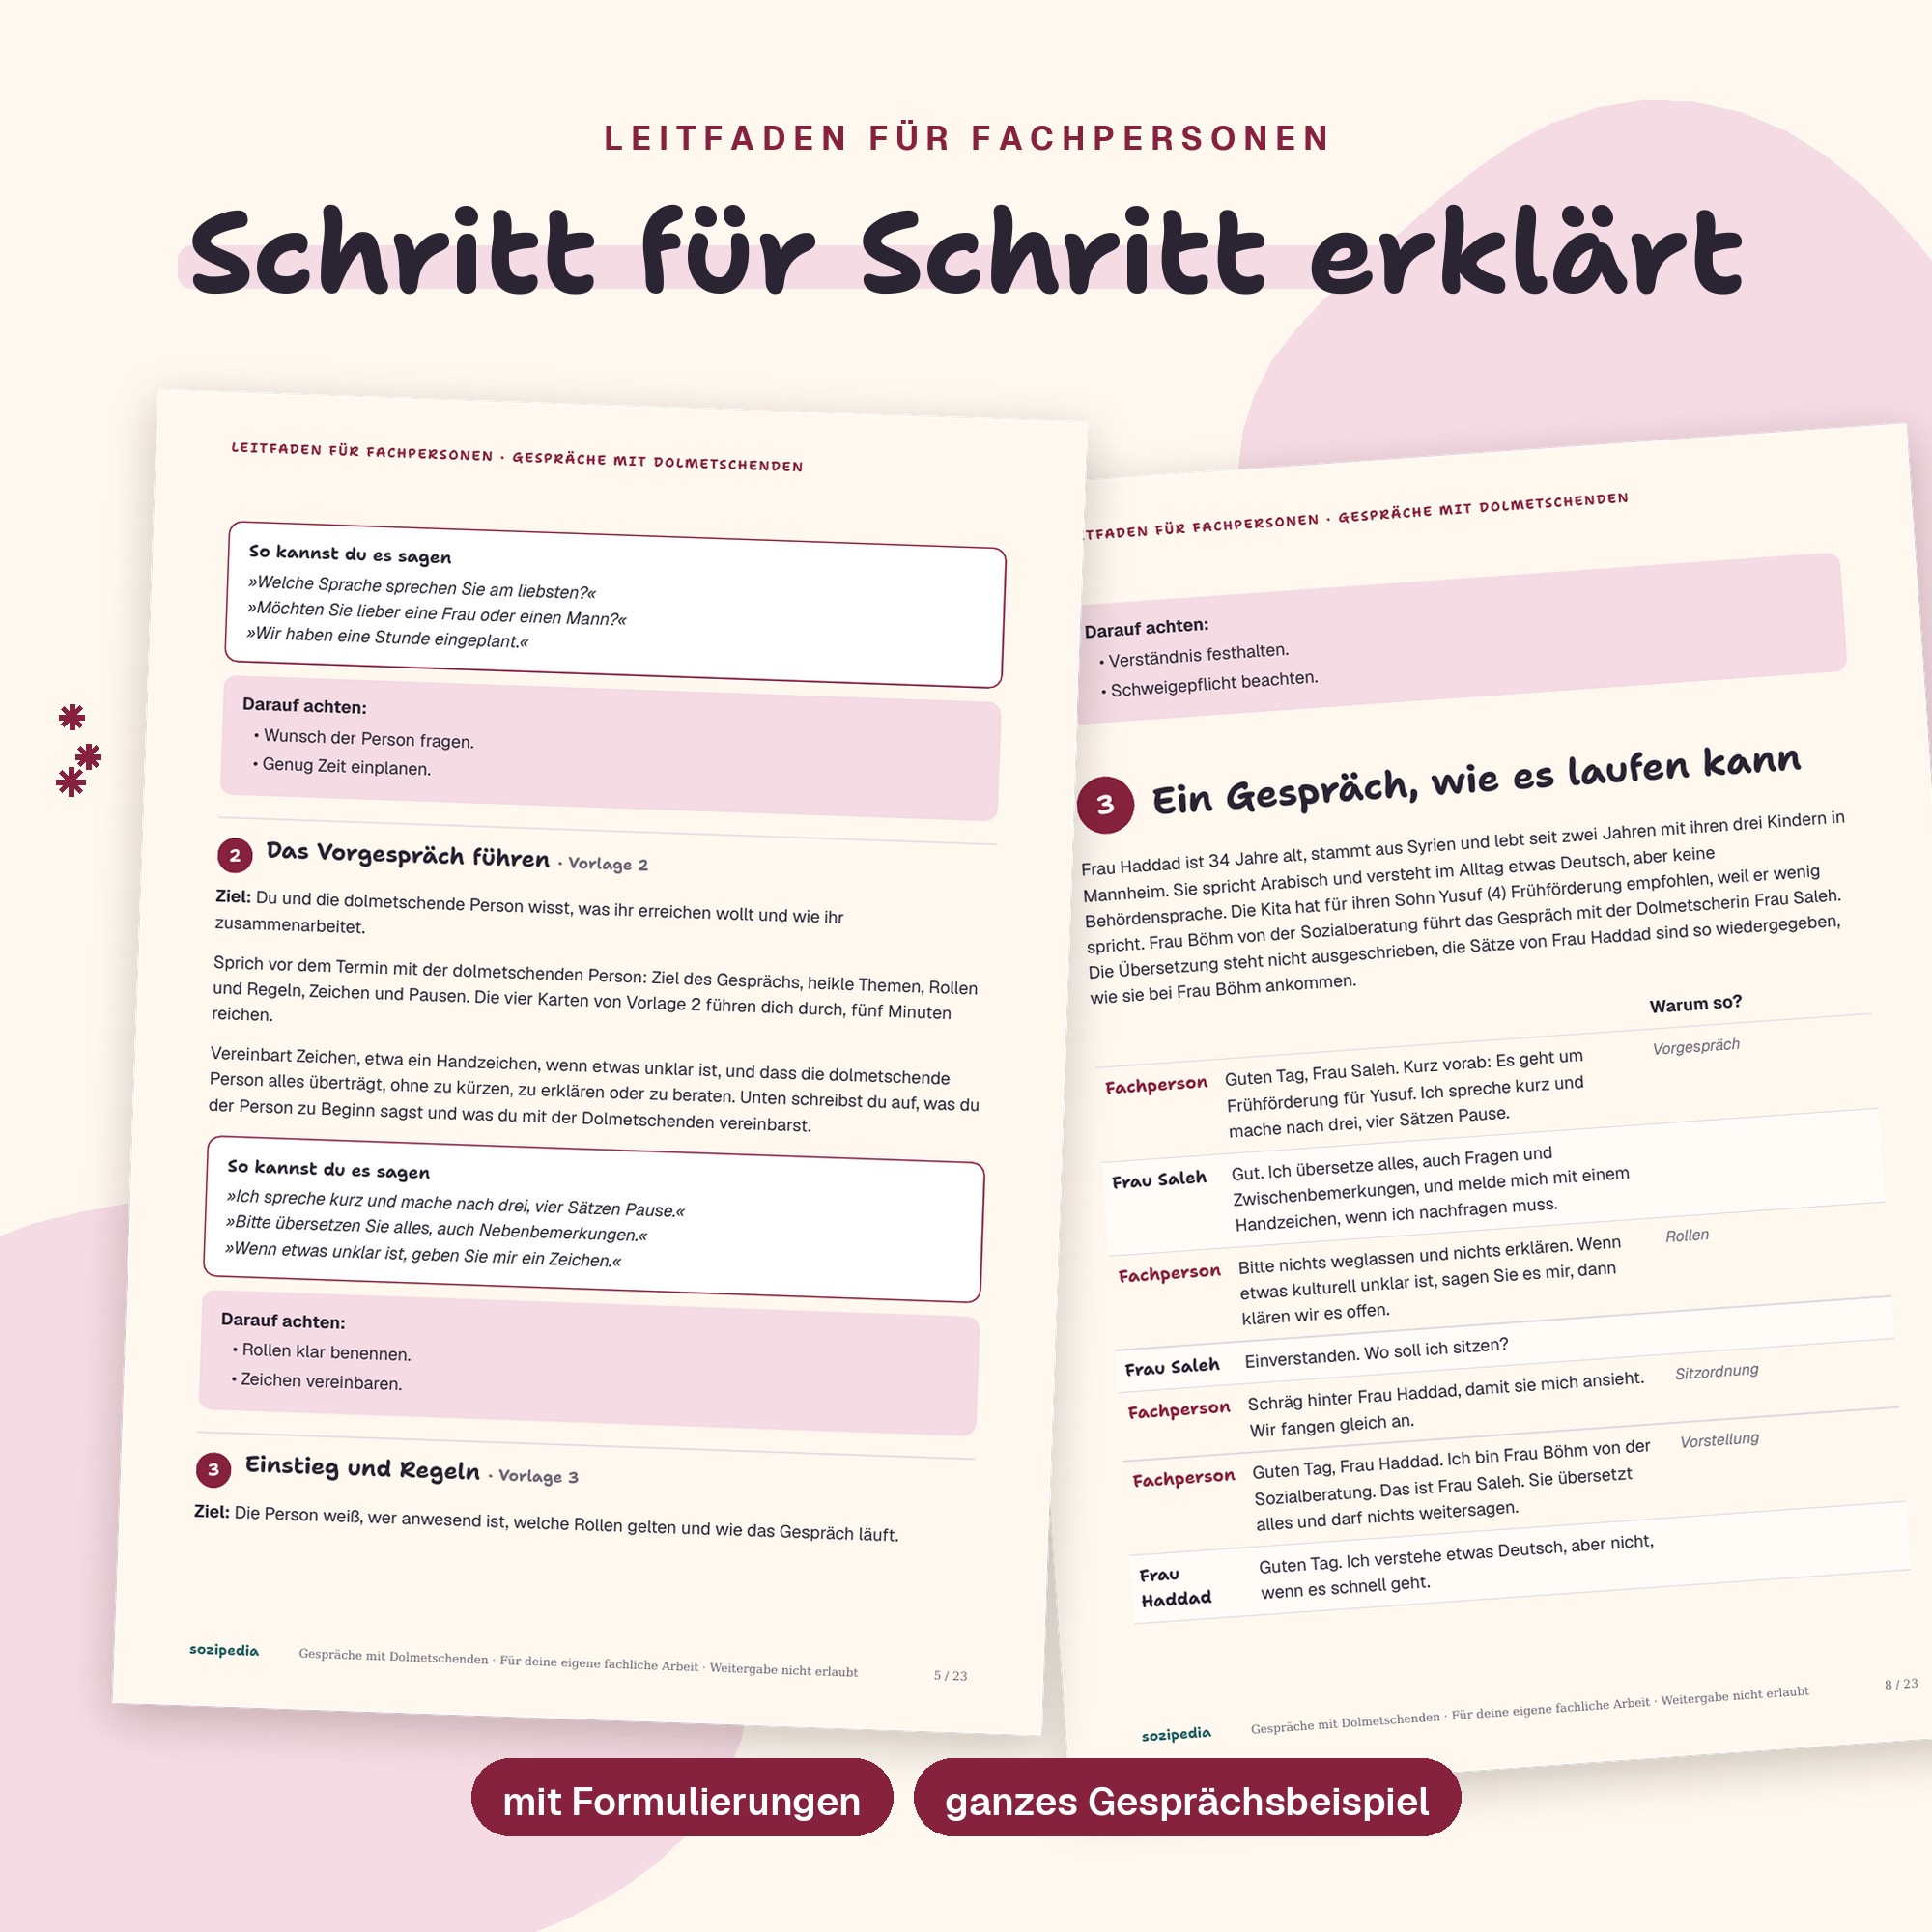 LEITFADEN FÜR FACHPERSONEN
Schritt für Schritt erklärt
LEITFADEN FÜR FACHPERSONEN · GESPRÄCHE MIT DOLMETSCHENDEN
So kannst du es sagen
»Welche Sprache sprechen Sie am liebsten?«
»Möchten Sie lieber eine Frau oder einen Mann?«
»Wir haben eine Stunde eingeplant.«
Darauf achten:
• Wunsch der Person fragen.
• Genug Zeit einplanen.
2 Das Vorgespräch führen · Vorlage 2
Ziel: Du und die dolmetschende Person wisst, was ihr erreichen wollt und wie ihr
zusammenarbeitet.
Sprich vor dem Termin mit der dolmetschenden Person: Ziel des Gesprächs, heikle Themen, Rollen
und Regeln, Zeichen und Pausen. Die vier Karten von Vorlage 2 führen dich durch, fünf Minuten
reichen.
Vereinbart Zeichen, etwa ein Handzeichen, wenn etwas unklar ist, und dass die dolmetschende
Person alles überträgt, ohne zu kürzen, zu erklären oder zu beraten. Unten schreibst du auf, was du
der Person zu Beginn sagst und was du mit der Dolmetschenden vereinbarst.
So kannst du es sagen
»Ich spreche kurz und mache nach drei, vier Sätzen Pause.«
»Bitte übersetzen Sie alles, auch Nebenbemerkungen.«
»Wenn etwas unklar ist, geben Sie mir ein Zeichen.«
Darauf achten:
• Rollen klar benennen.
• Zeichen vereinbaren.
3 Einstieg und Regeln · Vorlage 3
Ziel: Die Person weiß, wer anwesend ist, welche Rollen gelten und wie das Gespräch läuft.
sozipedia Gespräche mit Dolmetschenden · Für deine eigene fachliche Arbeit · Weitergabe nicht erlaubt 5 / 23
TFADEN FÜR FACHPERSONEN · GESPRÄCHE MIT DOLMETSCHENDEN
Darauf achten:
• Verständnis festhalten.
• Schweigepflicht beachten.
3 Ein Gespräch, wie es laufen kann
Frau Haddad ist 34 Jahre alt, stammt aus Syrien und lebt seit zwei Jahren mit ihren drei Kindern in
Mannheim. Sie spricht Arabisch und versteht im Alltag etwas Deutsch, aber keine
Behördensprache. Die Kita hat für ihren Sohn Yusuf (4) Frühförderung empfohlen, weil er wenig
spricht. Frau Böhm von der Sozialberatung führt das Gespräch mit der Dolmetscherin Frau Saleh.
Die Übersetzung steht nicht ausgeschrieben, die Sätze von Frau Haddad sind so wiedergegeben,
wie sie bei Frau Böhm ankommen.
Warum so?
Fachperson Guten Tag, Frau Saleh. Kurz vorab: Es geht um Vorgespräch
Frühförderung für Yusuf. Ich spreche kurz und
mache nach drei, vier Sätzen Pause.
Frau Saleh Gut. Ich übersetze alles, auch Fragen und
Zwischenbemerkungen, und melde mich mit einem
Handzeichen, wenn ich nachfragen muss.
Fachperson Bitte nichts weglassen und nichts erklären. Wenn Rollen
etwas kulturell unklar ist, sagen Sie es mir, dann
klären wir es offen.
Frau Saleh Einverstanden. Wo soll ich sitzen?
Fachperson Schräg hinter Frau Haddad, damit sie mich ansieht. Sitzordnung
Wir fangen gleich an.
Fachperson Guten Tag, Frau Haddad. Ich bin Frau Böhm von der Vorstellung
Sozialberatung. Das ist Frau Saleh. Sie übersetzt
alles und darf nichts weitersagen.
Frau Haddad Guten Tag. Ich verstehe etwas Deutsch, aber nicht,
wenn es schnell geht.
sozipedia Gespräche mit Dolmetschenden · Für deine eigene fachliche Arbeit · Weitergabe nicht erlaubt 8 / 23
mit Formulierungen
ganzes Gesprächsbeispiel